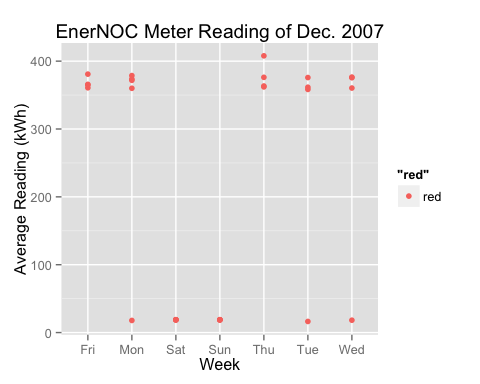 EnerNOC Meter Reading of Dec. 2007
Average Reading (kWh)
400
300
200
100
0
Fri Mon Sat Sun Thu Tue Wed
Week
"red"
red